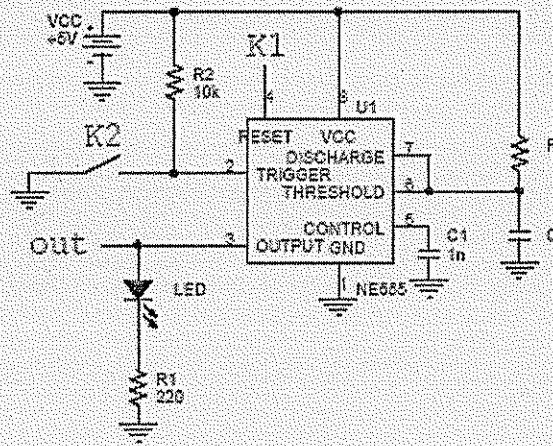 VCC
+5V
K1
R2
10k
4
8
U1
RESET VCC
DISCHARGE
7
K2
2
TRIGGER
THRESHOLD
6
R
CONTROL
5
out
3
OUTPUT GND
C1
1n
C
LED
1
NE555
R1
220